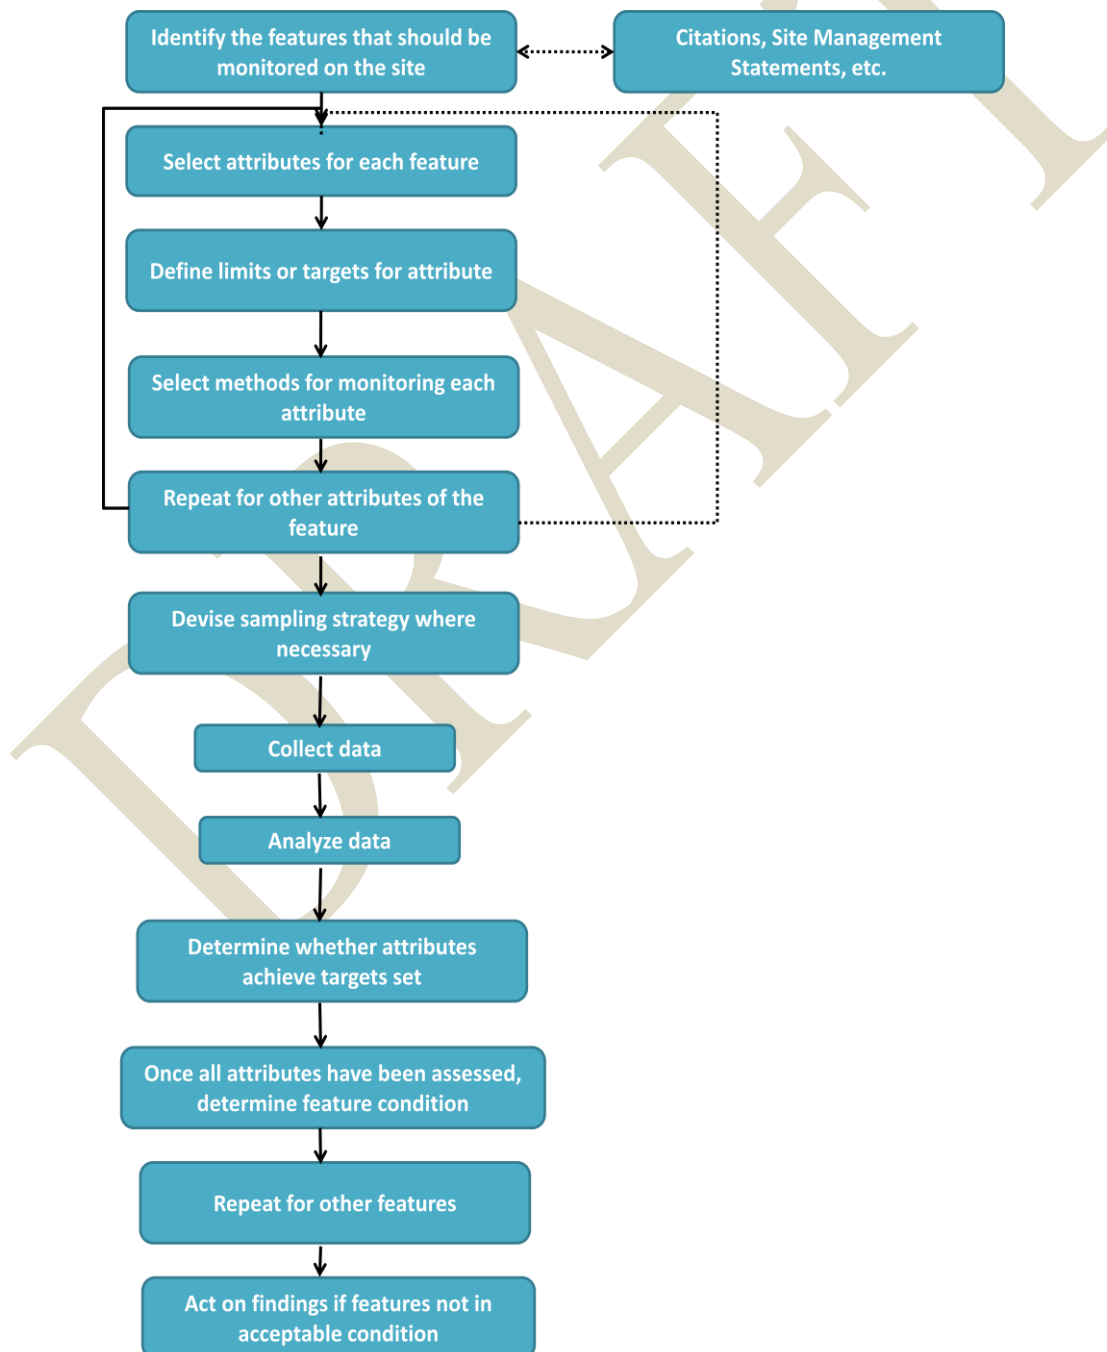 Identify the features that should be
monitored on the site
Citations, Site Management
Statements, etc.
Select attributes for each feature
Define limits or targets for attribute
Select methods for monitoring each
attribute
Repeat for other attributes of the
feature
Devise sampling strategy where
necessary
Collect data
Analyze data
Determine whether attributes
achieve targets set
Once all attributes have been assessed,
determine feature condition
Repeat for other features
Act on findings if features not in
acceptable condition
DRAFT